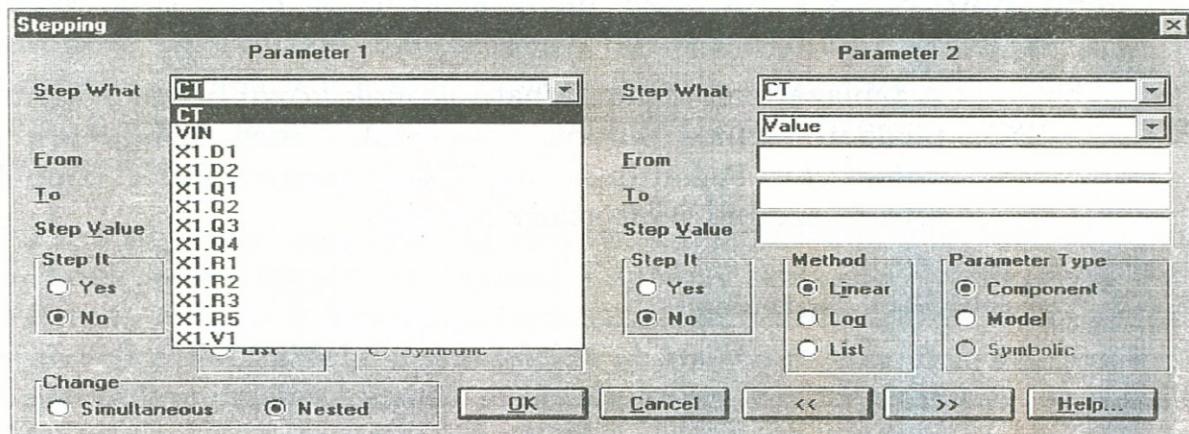 Stepping
Parameter 1
Parameter 2
Step What CT
Step What CT
CT
VIN
X1.D1
X1.D2
X1.Q1
X1.Q2
X1.Q3
X1.Q4
X1.R1
X1.R2
X1.R3
X1.R5
X1.V1
Value
From
To
Step Value
From
To
Step Value
Step It
Yes
No
List
Symbolic
Step It
Yes
No
Method
Linear
Log
List
Parameter Type
Component
Model
Symbolic
Change
Simultaneous Nested
OK Cancel << >> Help...